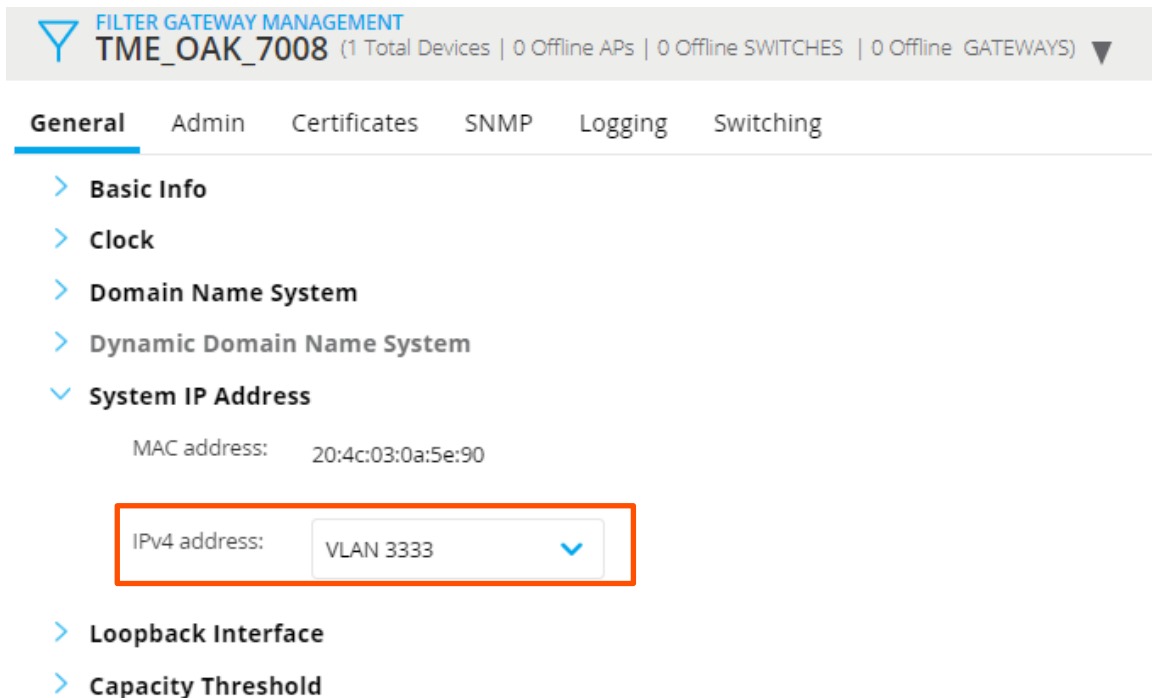 FILTER GATEWAY MANAGEMENT
TME_OAK_7008 (1 Total Devices | 0 Offline APs | 0 Offline SWITCHES | 0 Offline GATEWAYS)
General Admin Certificates SNMP Logging Switching
Basic Info
Clock
Domain Name System
Dynamic Domain Name System
System IP Address
MAC address: 20:4c:03:0a:5e:90
IPv4 address: VLAN 3333
Loopback Interface
Capacity Threshold